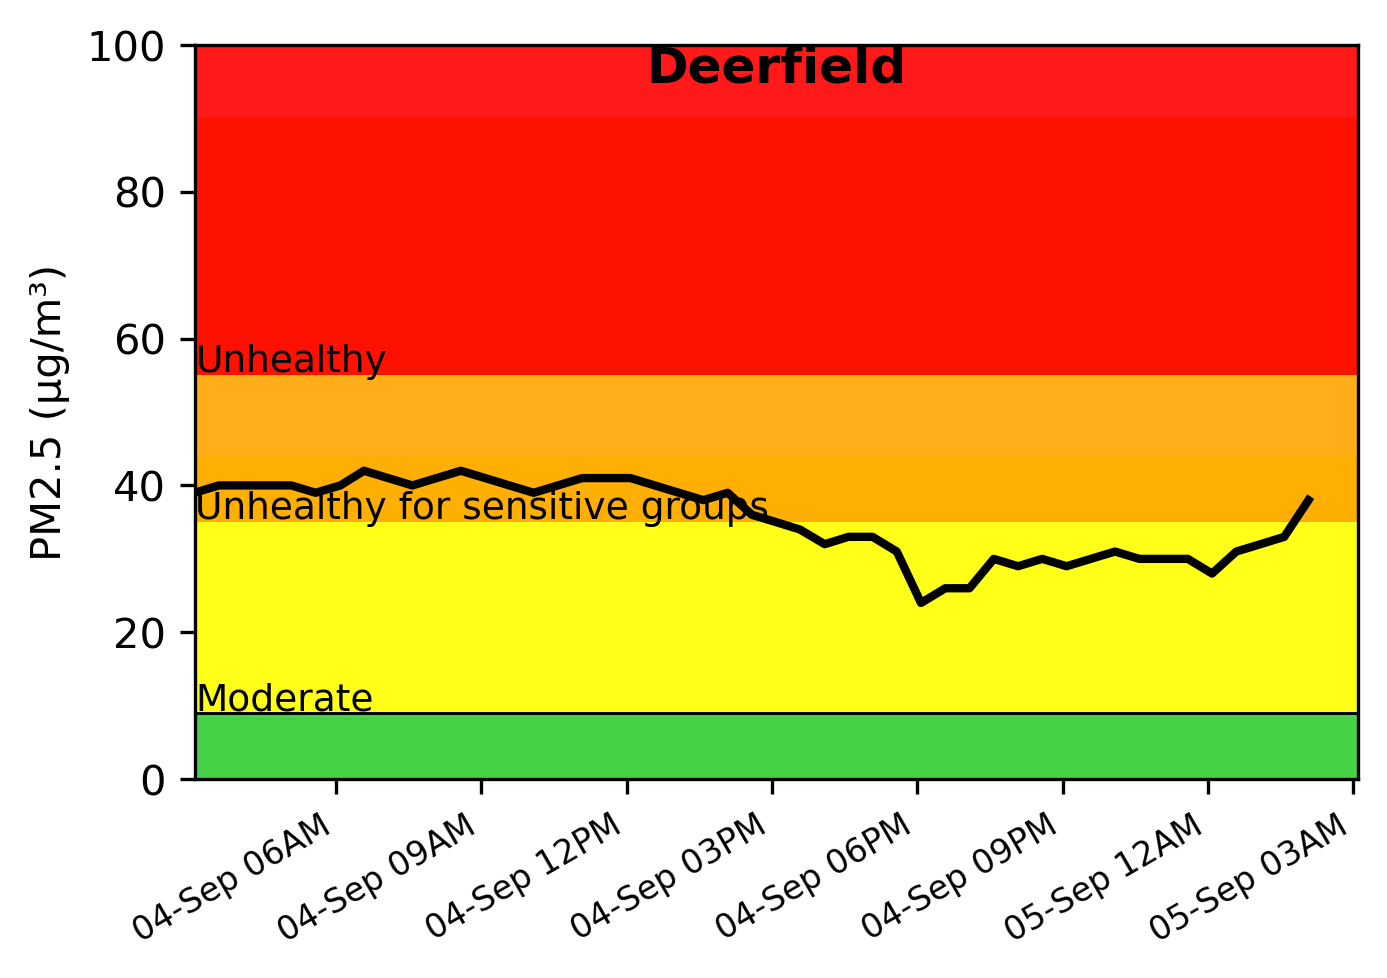 Deerfield
100
80
60
40
20
0
PM2.5 (µg/m³)
Unhealthy
Unhealthy for sensitive groups
Moderate
04-Sep 06AM
04-Sep 09AM
04-Sep 12PM
04-Sep 03PM
04-Sep 06PM
04-Sep 09PM
05-Sep 12AM
05-Sep 03AM